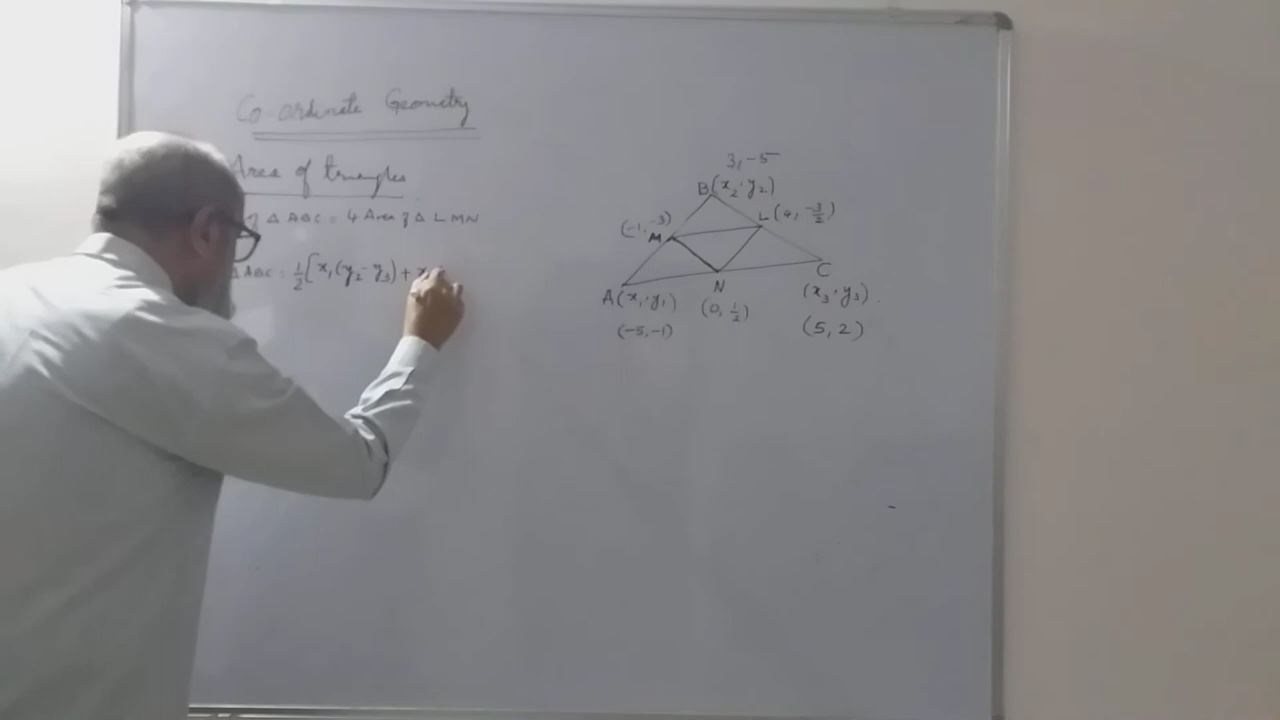 Co-ordinate Geometry
Area of triangles
△ ABC = 4 Area of △ LMN
△ ABC = 1/2 [x₁(y₂-y₃) + x
3, -5
B(x₂, y₂)
L(4, -3/2)
(-1, -3)
M
C
N
A(x₁, y₁)
(0, 1/2)
(x₃, y₃)
(-5, -1)
(5, 2)